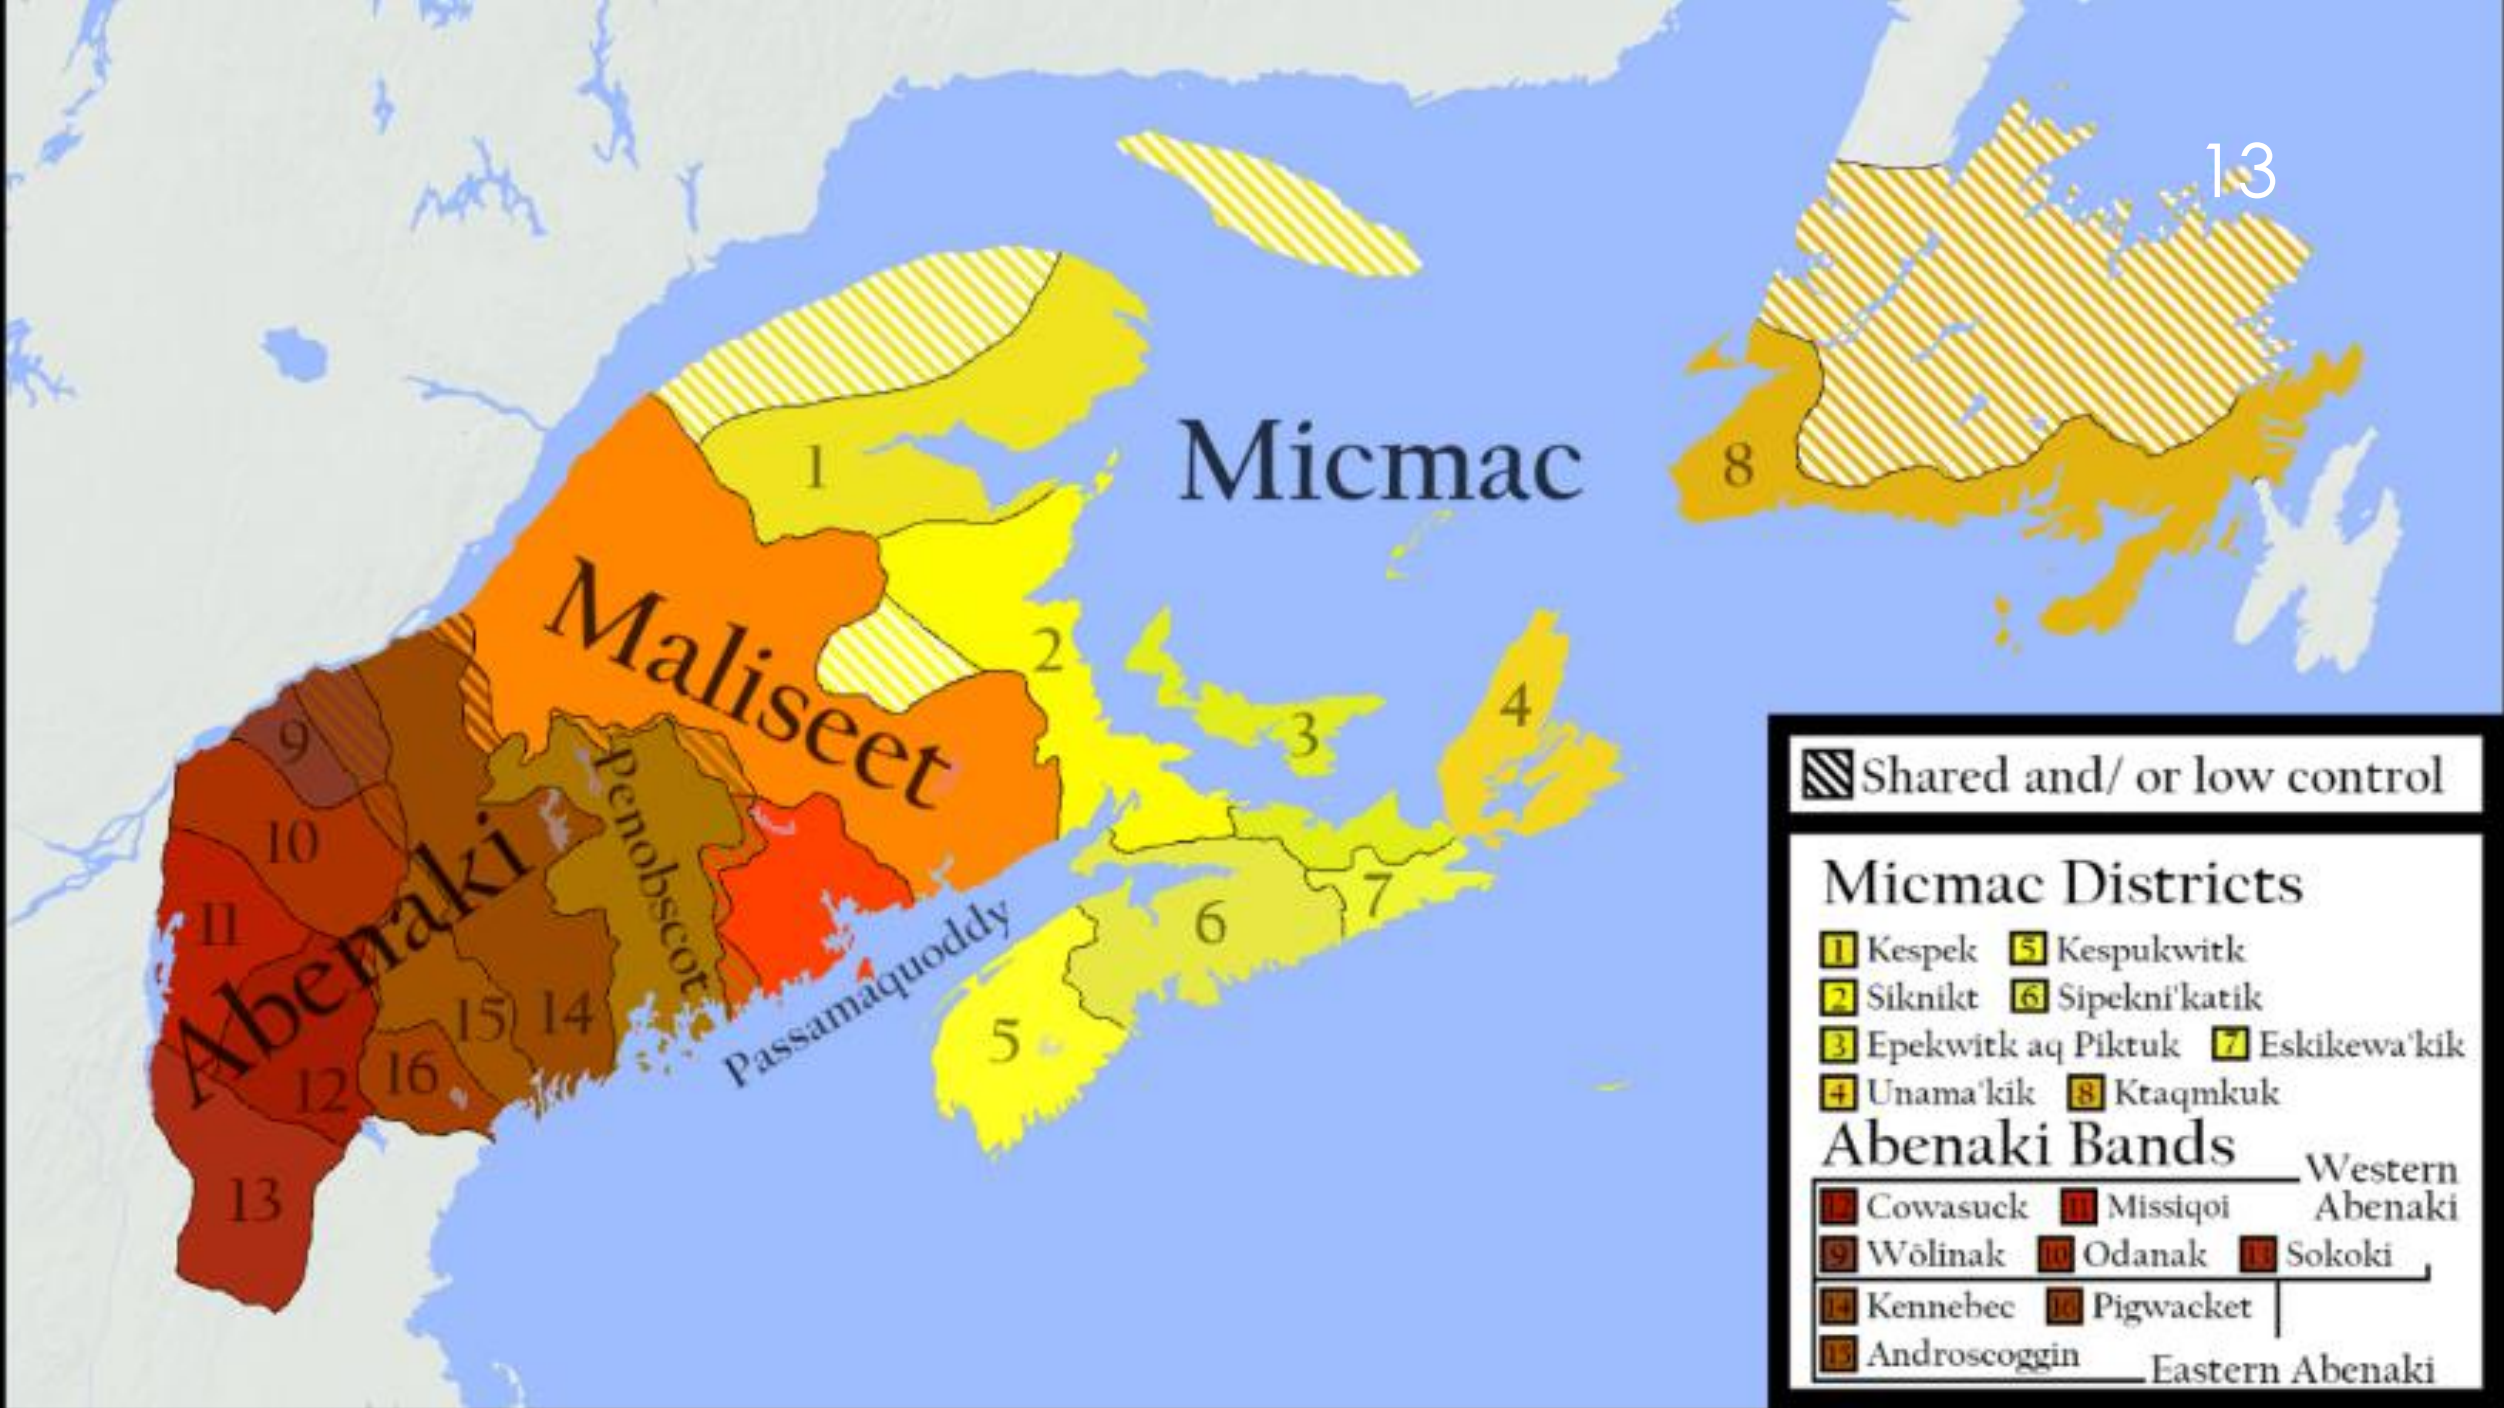 13
1
Micmac
8
Maliseet
2
3
4
9
Penobscot
10
Abenaki
11
7
6
Passamaquoddy
15
14
5
16
12
13
Shared and/ or low control
Micmac Districts
1 Kespek 5 Kespukwitk
2 Siknikt 6 Sipekni'katik
3 Epekwitk aq Piktuk 7 Eskikewa'kik
4 Unama'kik 8 Ktaqmkuk
Abenaki Bands
Western
Abenaki
12 Cowasuck 11 Missiqoi
9 Wôlinak 10 Odanak 13 Sokoki
14 Kennebec 16 Pigwacket
15 Androscoggin
Eastern Abenaki